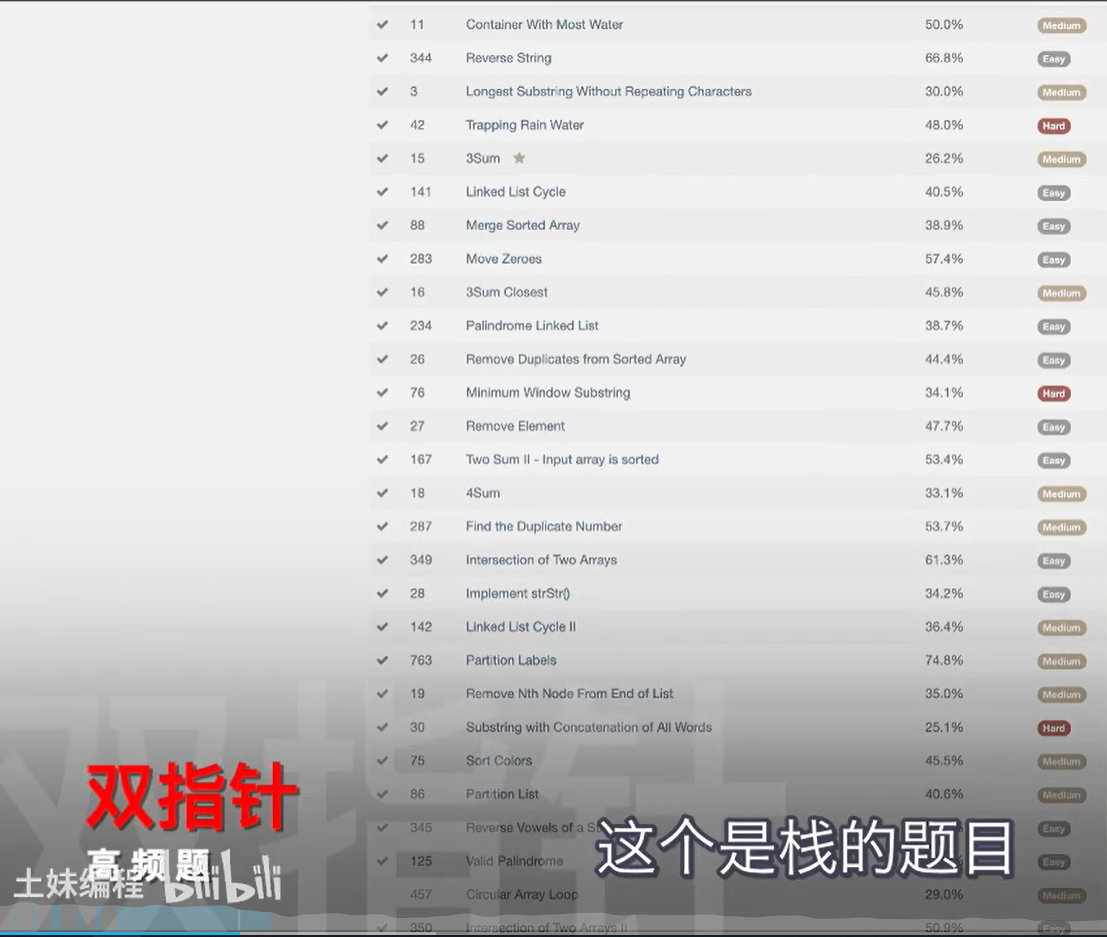 11 Container With Most Water 50.0% Medium
344 Reverse String 66.8% Easy
3 Longest Substring Without Repeating Characters 30.0% Medium
42 Trapping Rain Water 48.0% Hard
15 3Sum 26.2% Medium
141 Linked List Cycle 40.5% Easy
88 Merge Sorted Array 38.9% Easy
283 Move Zeroes 57.4% Easy
16 3Sum Closest 45.8% Medium
234 Palindrome Linked List 38.7% Easy
26 Remove Duplicates from Sorted Array 44.4% Easy
76 Minimum Window Substring 34.1% Hard
27 Remove Element 47.7% Easy
167 Two Sum II - Input array is sorted 53.4% Easy
18 4Sum 33.1% Medium
287 Find the Duplicate Number 53.7% Medium
349 Intersection of Two Arrays 61.3% Easy
28 Implement strStr() 34.2% Easy
142 Linked List Cycle II 36.4% Medium
763 Partition Labels 74.8% Medium
19 Remove Nth Node From End of List 35.0% Medium
30 Substring with Concatenation of All Words 25.1% Hard
75 Sort Colors 45.5% Medium
86 Partition List 40.6% Medium
345 Reverse Vowels of a Easy
125 Valid Palindrome Easy
457 Circular Array Loop 29.0% Medium
350 Intersection of Two Arrays II 50.9% Easy
双指针
双指针
高频题
土妹编程 bilibili
这个是栈的题目